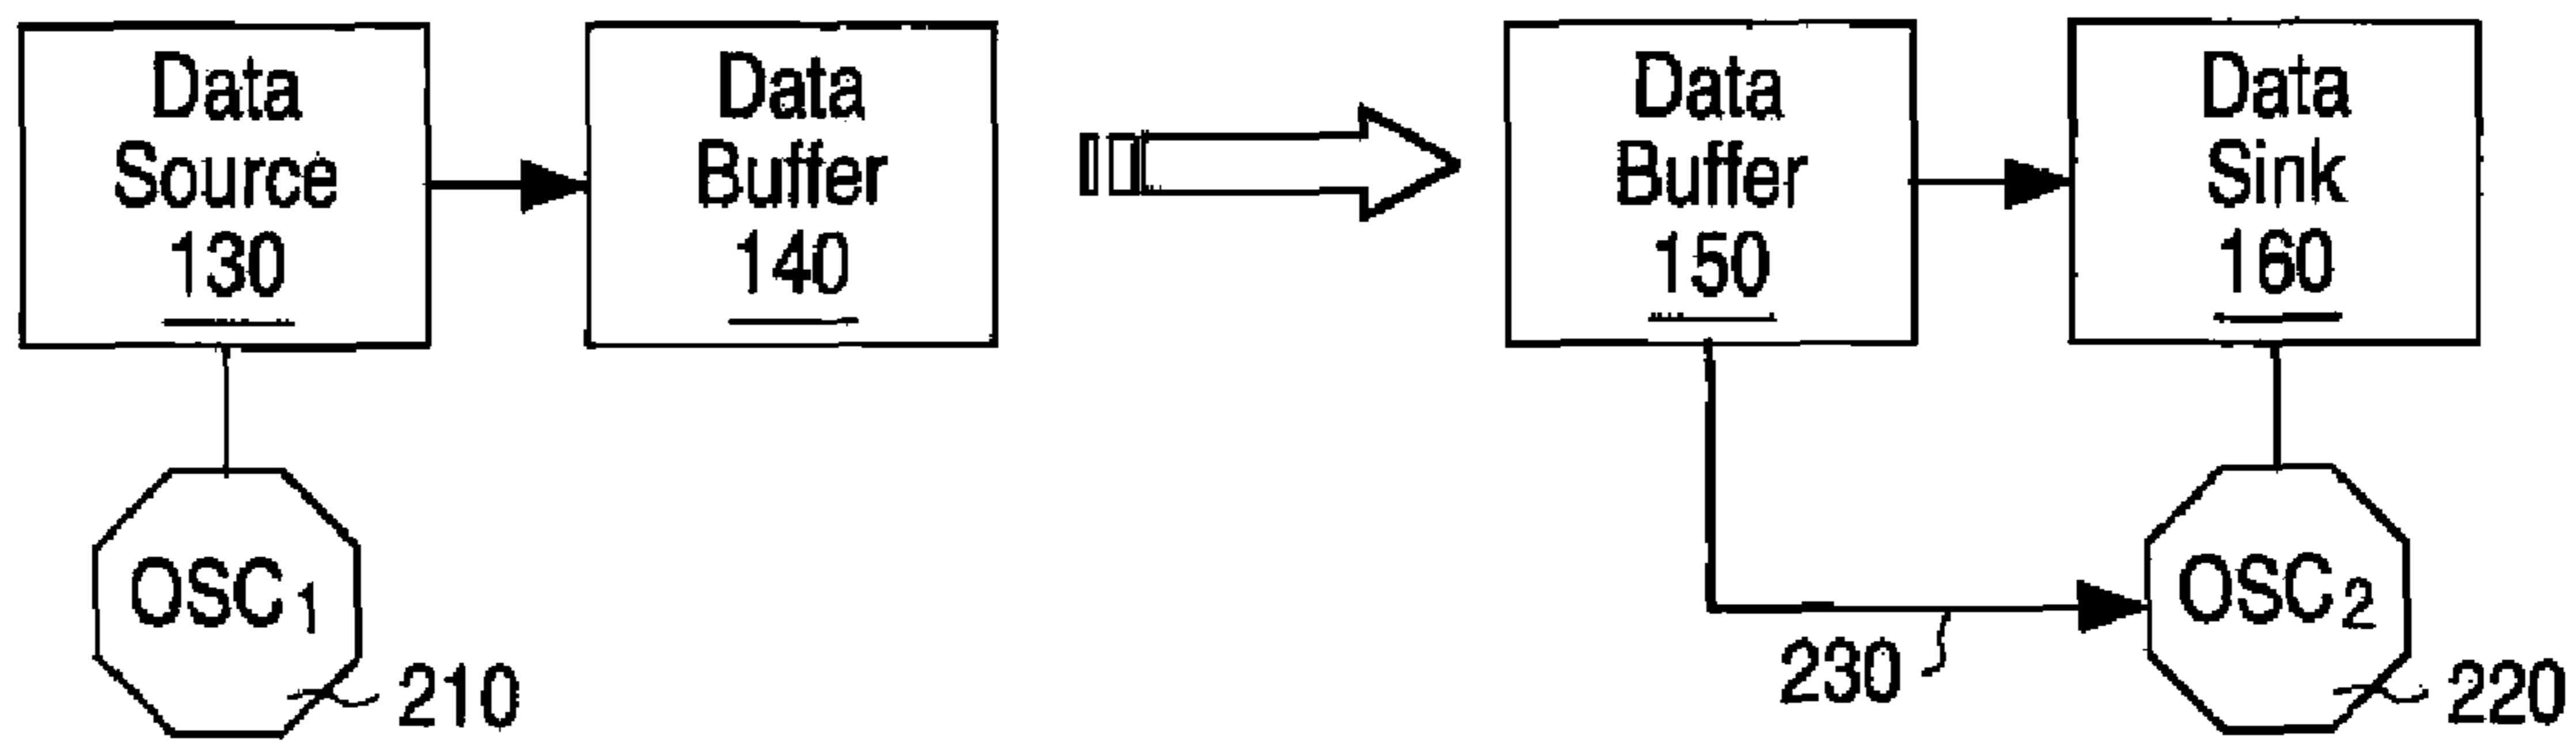 Data
Source
130
Data
Buffer
140
Data
Buffer
150
Data
Sink
160
OSC1
210
230
OSC2
220